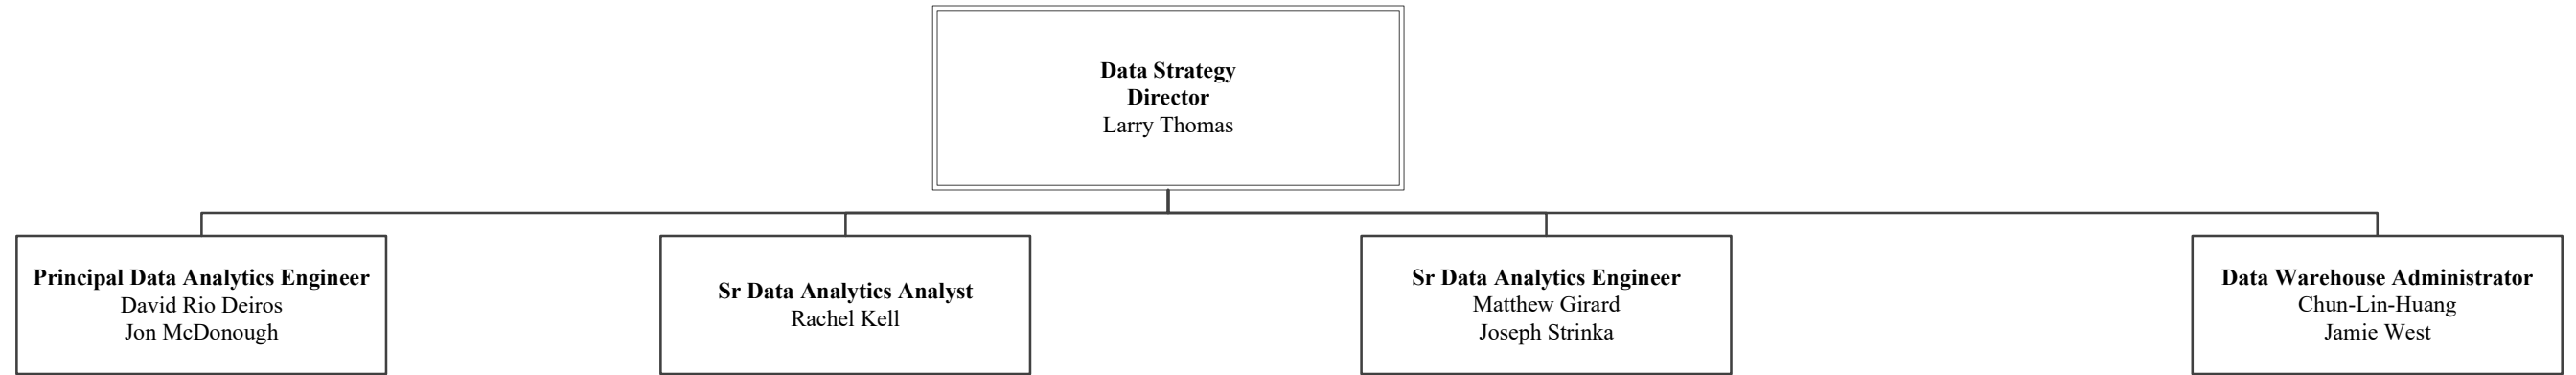 Data Strategy
Director
Larry Thomas
Principal Data Analytics Engineer
David Rio Deiros
Jon McDonough
Sr Data Analytics Analyst
Rachel Kell
Sr Data Analytics Engineer
Matthew Girard
Joseph Strinka
Data Warehouse Administrator
Chun-Lin-Huang
Jamie West